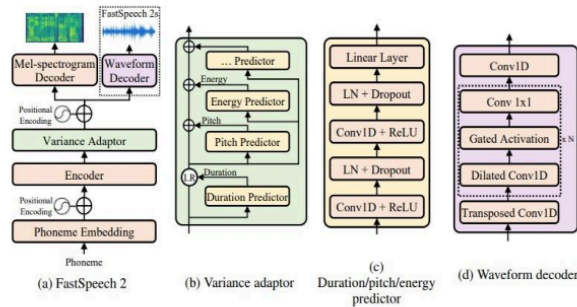 FastSpeech 2s
Mel-spectrogram
Decoder
Waveform
Decoder
Positional
Encoding
Variance Adaptor
Encoder
Positional
Encoding
Phoneme Embedding
Phoneme
(a) FastSpeech 2
... Predictor
Energy
Energy Predictor
Pitch
Pitch Predictor
LR
Duration
Duration Predictor
(b) Variance adaptor
Linear Layer
LN + Dropout
Conv1D + ReLU
LN + Dropout
Conv1D + ReLU
(c)
Duration/pitch/energy
predictor
Conv1D
Conv 1x1
Gated Activation
x N
Dilated Conv1D
Transposed Conv1D
(d) Waveform decoder